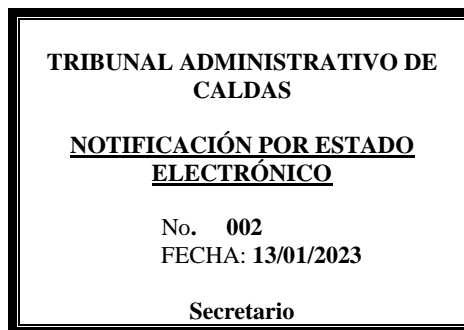 TRIBUNAL ADMINISTRATIVO DE
CALDAS
NOTIFICACIÓN POR ESTADO
ELECTRÓNICO
No. 002
FECHA: 13/01/2023
Secretario